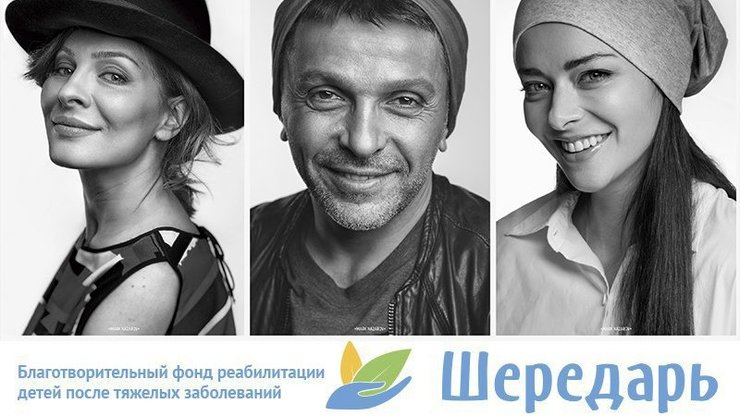 Благотворительный фонд реабилитации
детей после тяжелых заболеваний
Шередарь